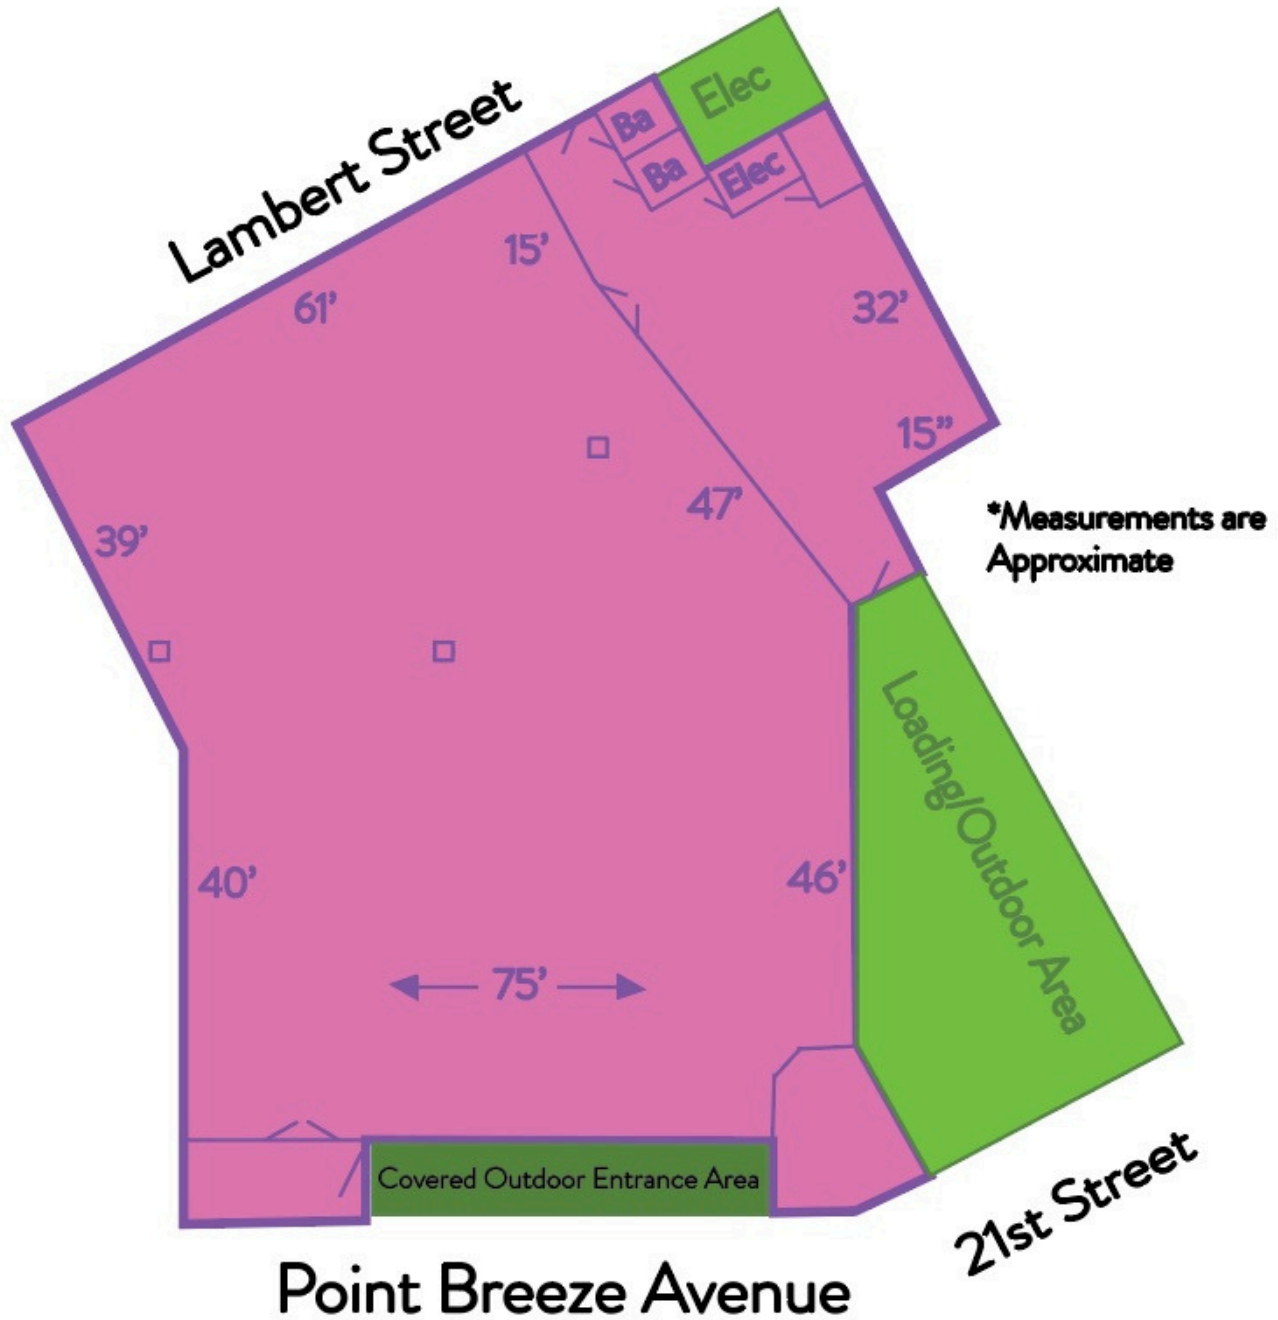 Lambert Street
Elec
Ba
Ba
Elec
15’
61’
32’
15”
47’
*Measurements are
Approximate
39’
Loading/Outdoor Area
40’
46’
75’
Covered Outdoor Entrance Area
21st Street
Point Breeze Avenue